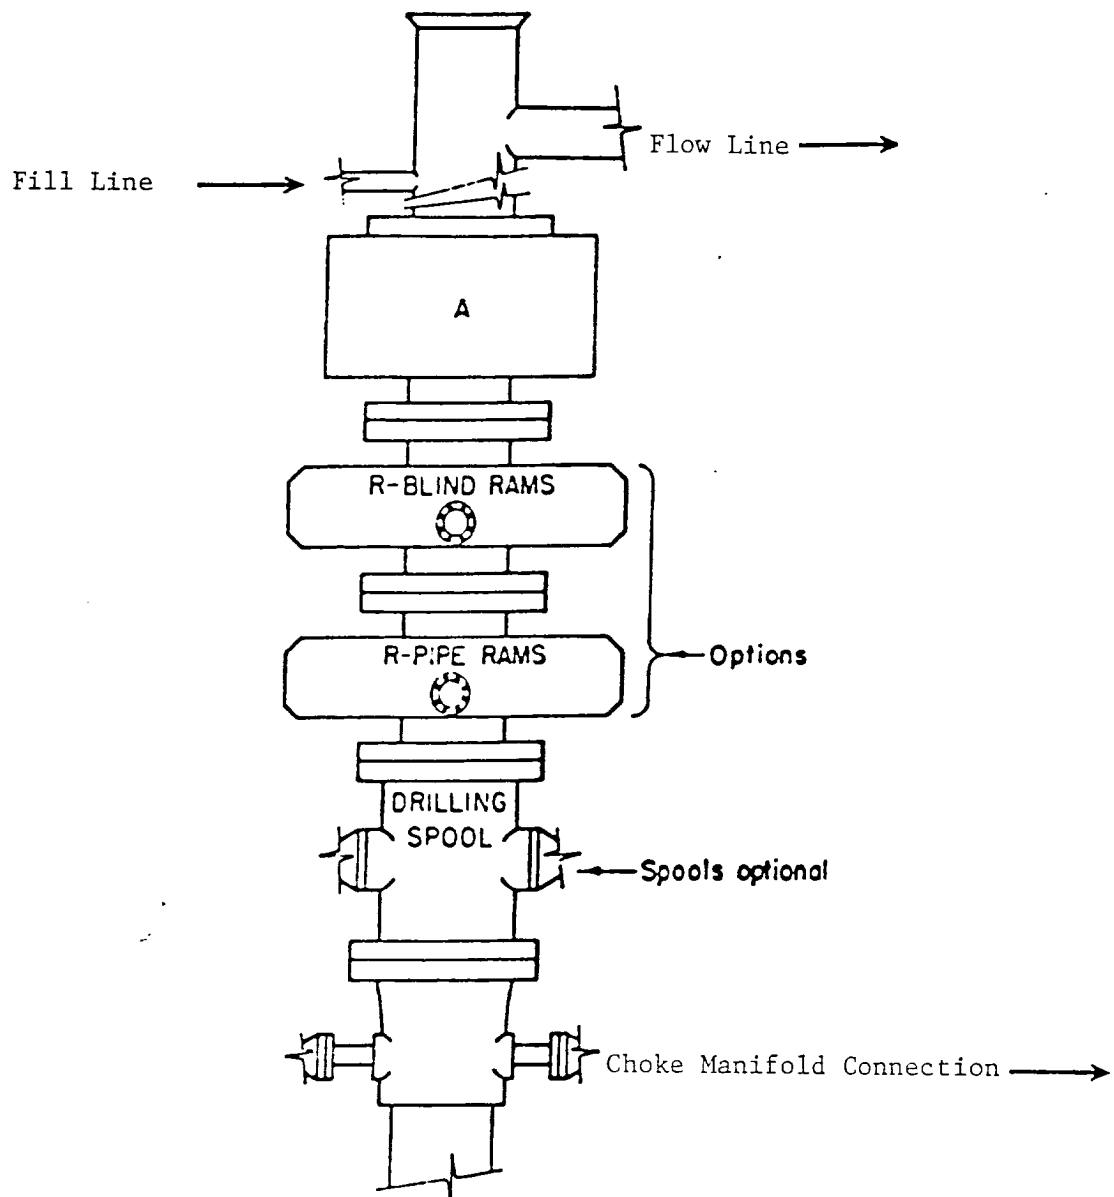 Flow Line
Fill Line
A
R-BLIND RAMS
R-PIPE RAMS
Options
DRILLING
SPOOL
Spools optional
Choke Manifold Connection